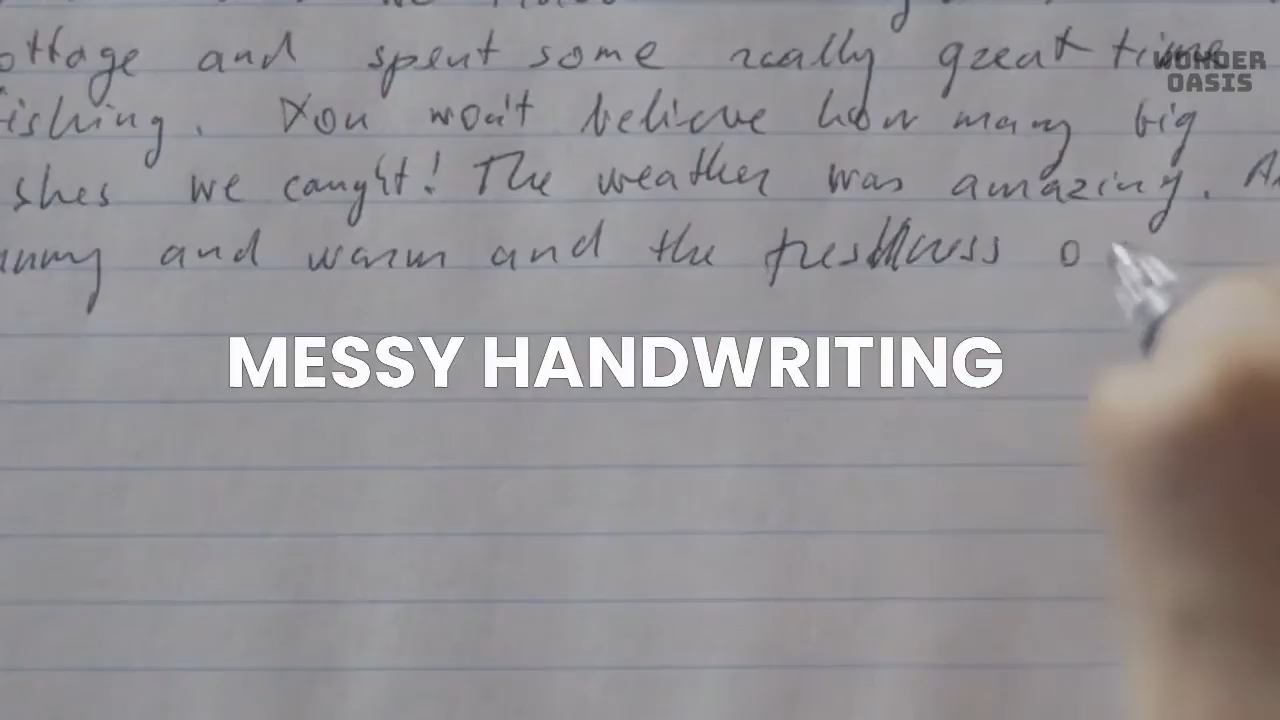 ottage and spent some really great time
WONDER
OASIS
ishing. You won't believe how many big
shes we caught! The weather was amazing. A
unny and warm and the freshness o
MESSY HANDWRITING